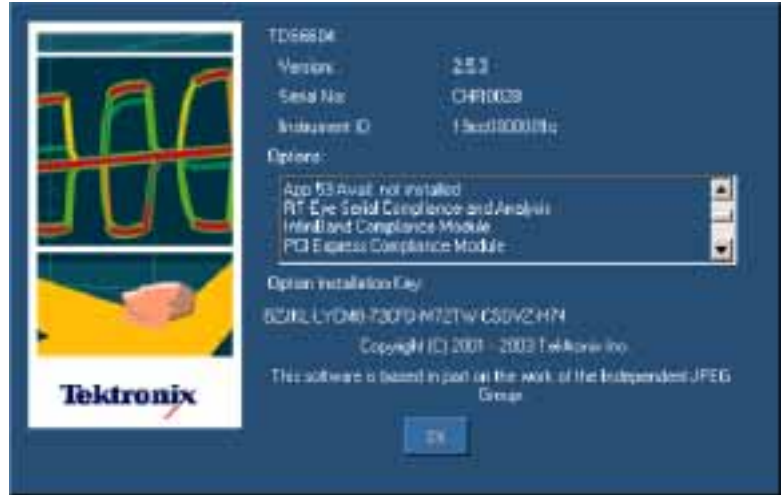 TDS6604
Version: 2.5.3
Serial No:
Instrument ID
Options:
App 53 Avail: not installed
RT Eye Serial Compliance and Analysis
InfiniBand Compliance Module
PCI Express Compliance Module
Option Installation Key:
Copyright (C) 2001 - 2003 Tektronix Inc
This software is based in part on the work of the Independent JPEG
Group
Tektronix
OK